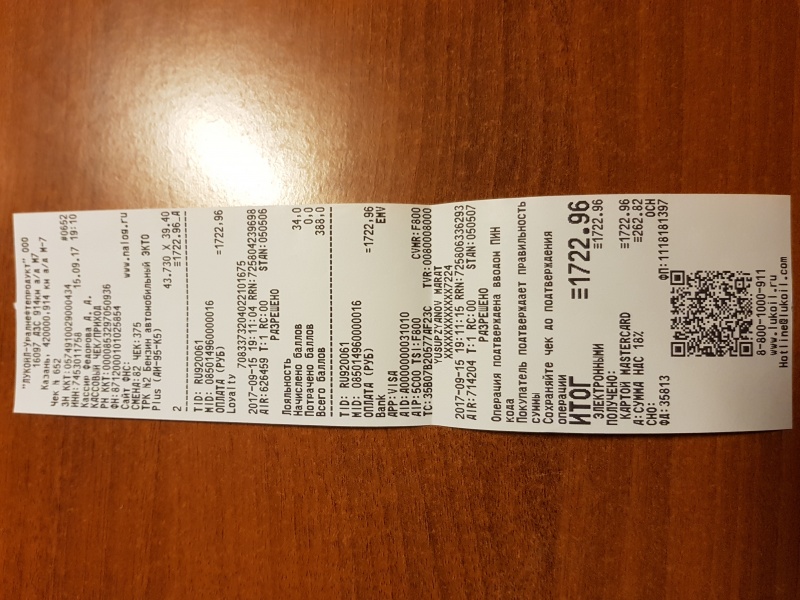 "ЛУКОЙЛ-Уралнефтепродукт" ООО
16097 АЗС 914км а/д М7
Казань, 420000.914 км а/д М-7
Чек 652 #0652
ЗН ККТ:0574910029000434
ИНН:7453011758 15.09.17 19:10
Кассир Федорова А. А.
КАССОВЫЙ ЧЕК/ПРИХОД
РН ККТ:0000853297050936
ФН:8712000101025854
Сайт ФНС: www.nalog.ru
СМЕНА:82 ЧЕК:375
ТРК №2 Бензин автомобильный ЭКТО
Plus (АИ-95-К5)
43.730 X 39.40
2 ≡1722.96_А
TID: RU920061
MID: 085014960000016
ОПЛАТА (РУБ) =1722,96
Loyalty
7083373204022101675
2017-09-15 19:11:04 RRN:725804239698
AIR:626459 T:1 RC:00 STAN:050506
РАЗРЕШЕНО
Лояльность
Начислено баллов 34,0
Потрачено баллов 0,0
Всего баллов 388,0
TID: RU920061
MID: 085014960000016
ОПЛАТА (РУБ) =1722,96
Bank EMV
APP:VISA
AID:A0000000031010
AIP:5C00 TSI:F800 CVMR:F800
TC:35B07B20577AF23C TVR:0080008000
YUSUPZYANOV MARAT
XXXXXXXXXXXX7224
2017-09-15 19:11:15 RRN:725806336293
AIR:714204 T:1 RC:00 STAN:050507
РАЗРЕШЕНО
Операция подтверждена вводом ПИН
кода
Покупатель подтверждает правильность
суммы
Сохраняйте чек до подтверждения
операции
ИТОГ ≡1722.96
ЭЛЕКТРОННЫМИ ≡1722.96
ПОЛУЧЕНО:
КАРТОЙ MASTERCARD ≡1722.96
А:СУММА НДС 18% ≡262.82
СНО: ОСН
ФД:35813 ФП:1118181397
8-800-1000-911
www.lukoil.ru
Hotline@lukoil.com